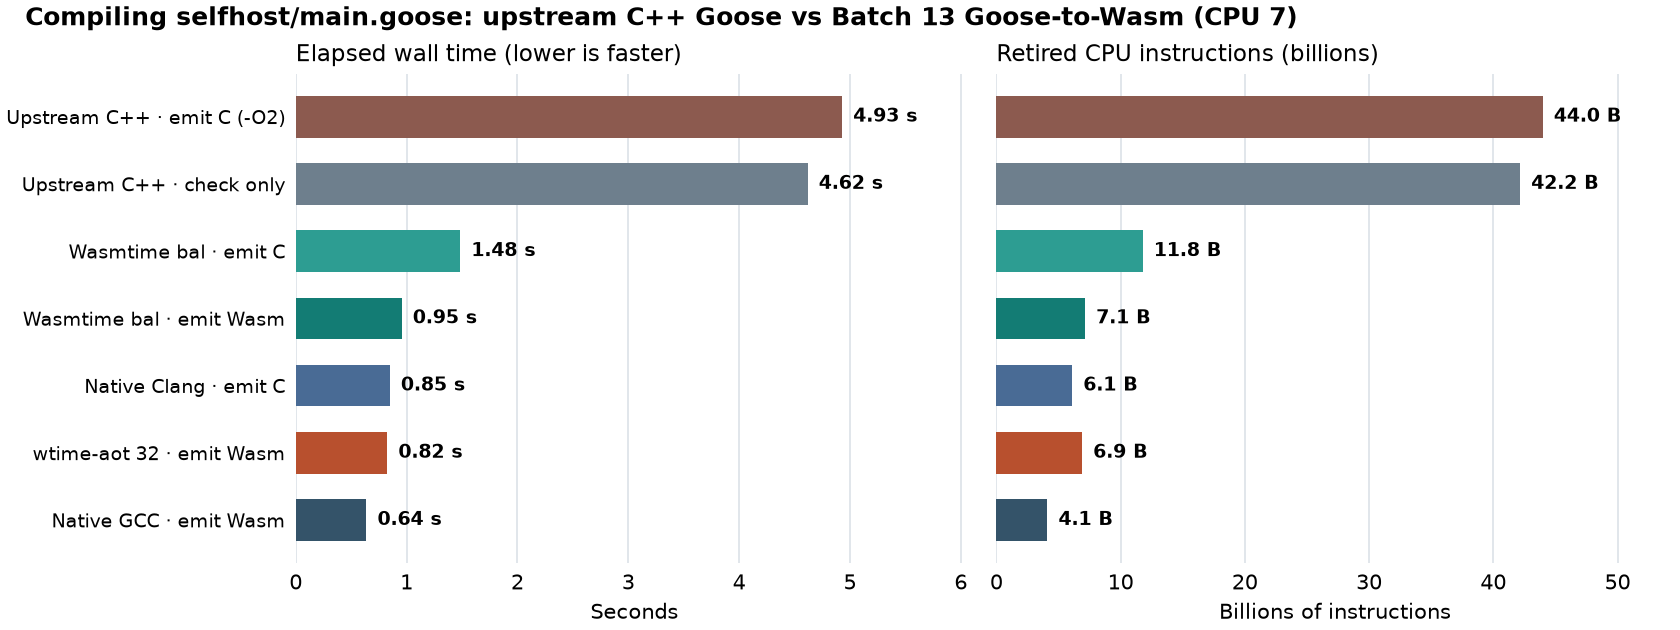 Compiling selfhost/main.goose: upstream C++ Goose vs Batch 13 Goose-to-Wasm (CPU 7)
Elapsed wall time (lower is faster)
Upstream C++ · emit C (-O2)
4.93 s
Upstream C++ · check only
4.62 s
Wasmtime bal · emit C
1.48 s
Wasmtime bal · emit Wasm
0.95 s
Native Clang · emit C
0.85 s
wtime-aot 32 · emit Wasm
0.82 s
Native GCC · emit Wasm
0.64 s
0 1 2 3 4 5 6
Seconds
Retired CPU instructions (billions)
44.0 B
42.2 B
11.8 B
7.1 B
6.1 B
6.9 B
4.1 B
0 10 20 30 40 50
Billions of instructions